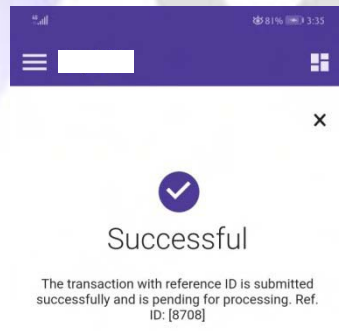 4G
81% 3:35
Successful
The transaction with reference ID is submitted
successfully and is pending for processing. Ref.
ID: [8708]